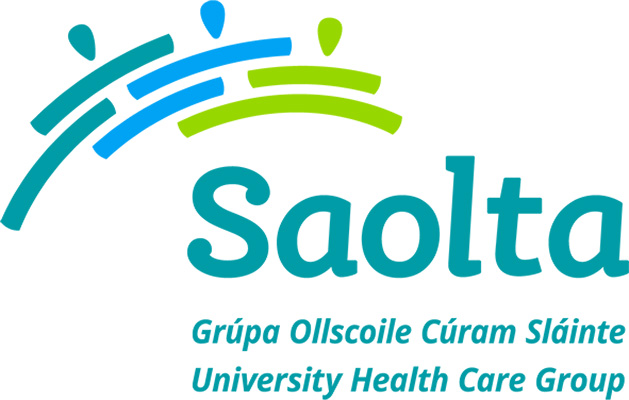 Saolta
Grúpa Ollscoile Cúram Sláinte
University Health Care Group